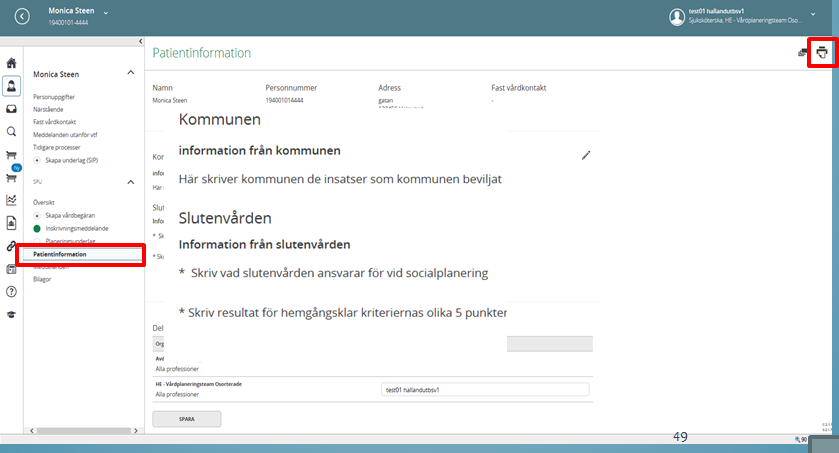 Monica Steen
19400101-4444
test01 hallandutbsv1
Sjuksköterska, HE - Vårdplaneringsteam Oso...
Monica Steen
Personuppgifter
Närstående
Fast vårdkontakt
Meddelanden utanför vtf
Tidigare processer
Skapa underlag (SIP)
Ny
SPU
Översikt
Skapa vårdbegäran
Inskrivningsmeddelande
Planeringsunderlag
Patientinformation
Meddelanden
Bilagor
Patientinformation
Namn
Personnummer
Adress
Fast vårdkontakt
Monica Steen
194001014444
gatan
-
Kommunen
information från kommunen
Här skriver kommunen de insatser som kommunen beviljat
Slutenvården
Information från slutenvården
* Skriv vad slutenvården ansvarar för vid socialplanering
* Skriv resultat för hemgångsklar kriteriernas olika 5 punkter
Kor
infor
Här s
Slut
Infor
* Sk
* Sk
Del
Org
Avd
Alla professioner
HE - Vårdplaneringsteam Osorterade
Alla professioner
test01 hallandutbsv1
SPARA
49
90